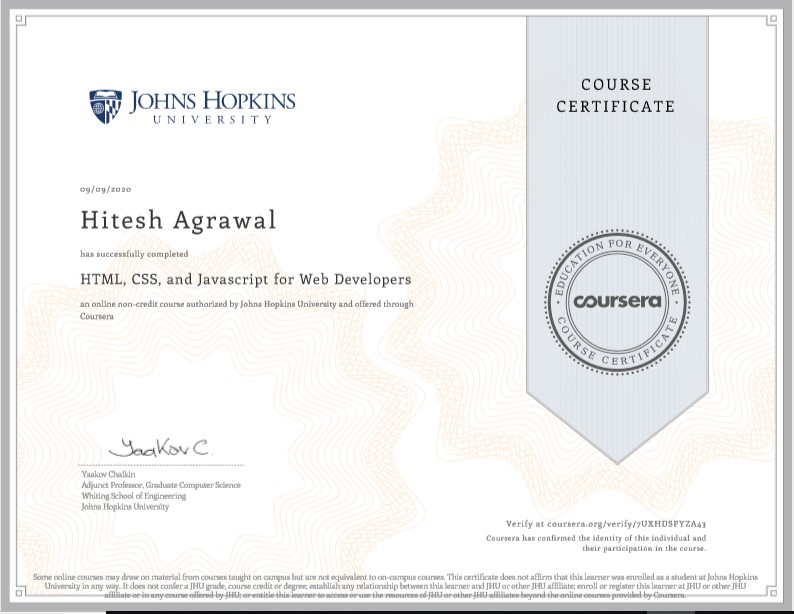 COURSE
CERTIFICATE
JOHNS HOPKINS
UNIVERSITY
09/09/2020
Hitesh Agrawal
has successfully completed
HTML, CSS, and Javascript for Web Developers
an online non-credit course authorized by Johns Hopkins University and offered through
Coursera
EDUCATION FOR EVERYONE
coursera
COURSE CERTIFICATE
Yaakov C.
Yaakov Chaikin
Adjunct Professor, Graduate Computer Science
Whiting School of Engineering
Johns Hopkins University
Verify at coursera.org/verify/7UXHDSPYZA43
Coursera has confirmed the identity of this individual and
their participation in the course.
Some online courses may draw on material from courses taught on campus but are not equivalent to on-campus courses. This certificate does not affirm that this learner was enrolled as a student at Johns Hopkins
University in any way. It does not confer a JHU grade, course credit or degree; establish any relationship between this learner and JHU or other JHU affiliate; enroll or register this learner at JHU or other JHU
affiliate or in any course offered by JHU; or entitle this learner to access or use the resources of JHU or other JHU affiliates beyond the online courses provided by Coursera.